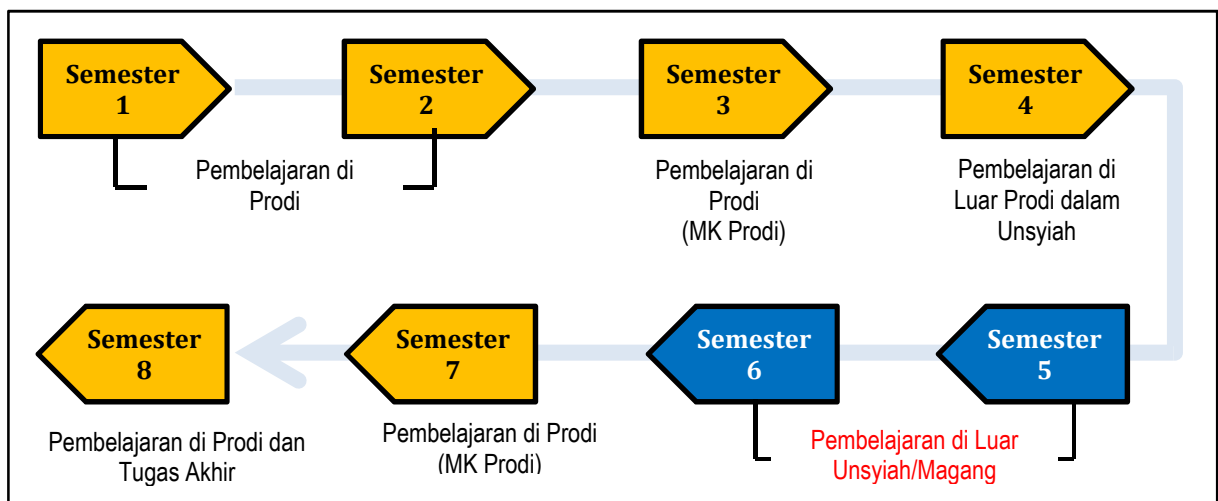 Semester
1
Semester
2
Semester
3
Semester
4
Pembelajaran di
Prodi
Pembelajaran di
Prodi
(MK Prodi)
Pembelajaran di
Luar Prodi dalam
Unsyiah
Semester
8
Semester
7
Semester
6
Semester
5
Pembelajaran di Prodi dan
Tugas Akhir
Pembelajaran di Prodi
(MK Prodi)
Pembelajaran di Luar
Unsyiah/Magang